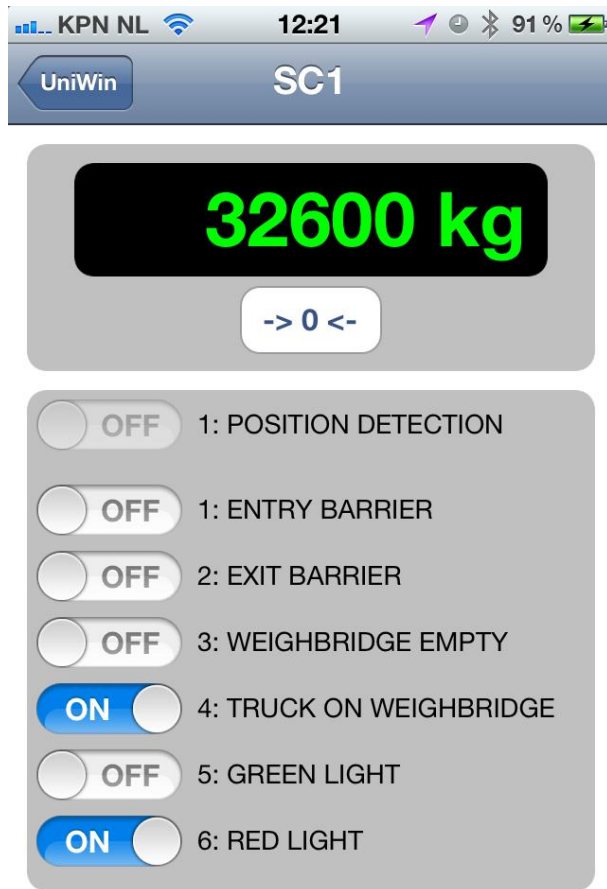 KPN NL 12:21 91 %
UniWin SC1
32600 kg
-> 0 <-
OFF 1: POSITION DETECTION
OFF 1: ENTRY BARRIER
OFF 2: EXIT BARRIER
OFF 3: WEIGHBRIDGE EMPTY
ON 4: TRUCK ON WEIGHBRIDGE
OFF 5: GREEN LIGHT
ON 6: RED LIGHT